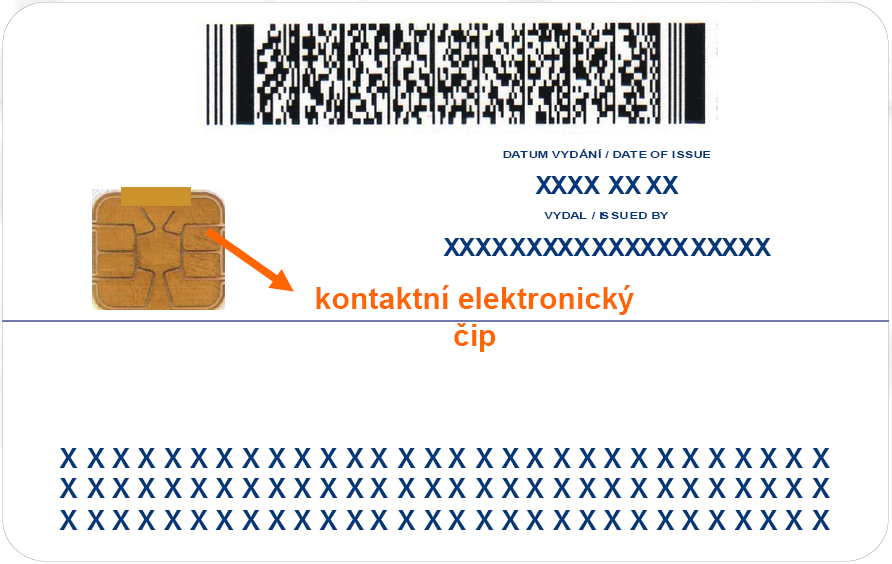 DATUM VYDÁNÍ / DATE OF ISSUE
XXXX XX XX
VYDAL / ISSUED BY
XXXXXXXXXXXXXXXXXXXX
kontaktní elektronický
čip
X X X X X X X X X X X X X X X X X X X X X X X X X X X X X X
X X X X X X X X X X X X X X X X X X X X X X X X X X X X X X
X X X X X X X X X X X X X X X X X X X X X X X X X X X X X X